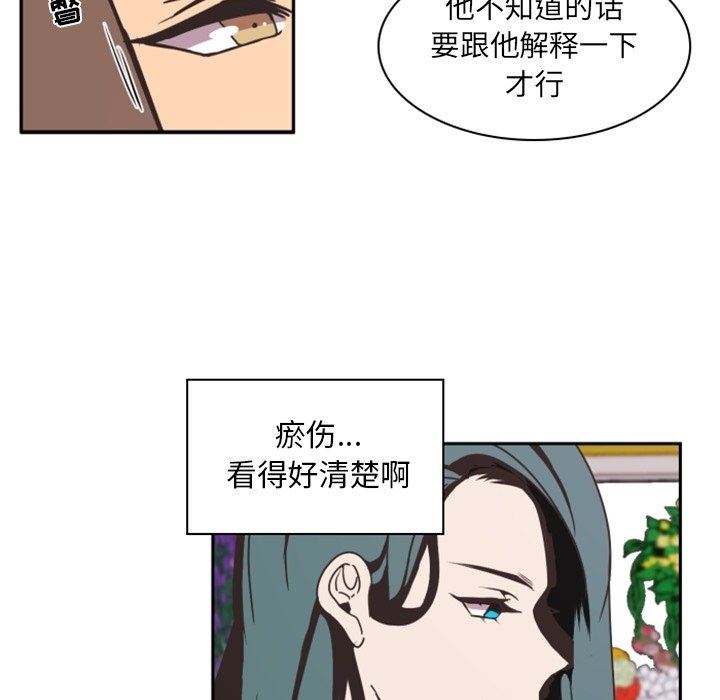 瞥
他不知道的话
要跟他解释一下
才行
瘀伤...
看得好清楚啊